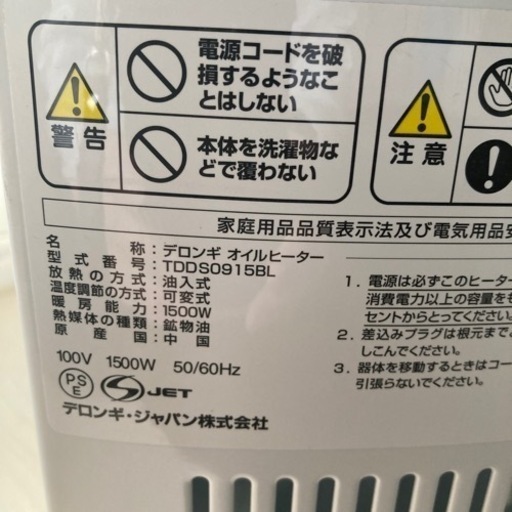 警告
電源コードを破
損するようなこ
とはしない
本体を洗濯物な
どで覆わない
注意
家庭用品品質表示法及び電気用品安
名称：デロンギ オイルヒーター
型式番号：TDDS0915BL
放熱の方式：油入式
温度調節の方式：可変式
暖房能力：1500W
熱媒体の種類：鉱物油
原産国：中国
100V 1500W 50/60Hz
PS
E
S JET
デロンギ・ジャパン株式会社
1. 電源は必ずこのヒーター
消費電力以上の容量をも
セントからとってください。
2. 差込みプラグは根元まで
しこんでください。
3. 器体を移動するときはコー
引張らないでください。